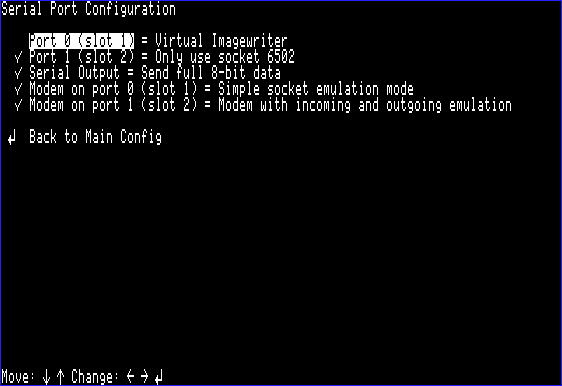 Serial Port Configuration
Port 0 (slot 1) = Virtual Imagewriter
√ Port 1 (slot 2) = Only use socket 6502
√ Serial Output = Send full 8-bit data
√ Modem on port 0 (slot 1) = Simple socket emulation mode
√ Modem on port 1 (slot 2) = Modem with incoming and outgoing emulation
↵ Back to Main Config
Move: ↓ ↑ Change: ← → ↵